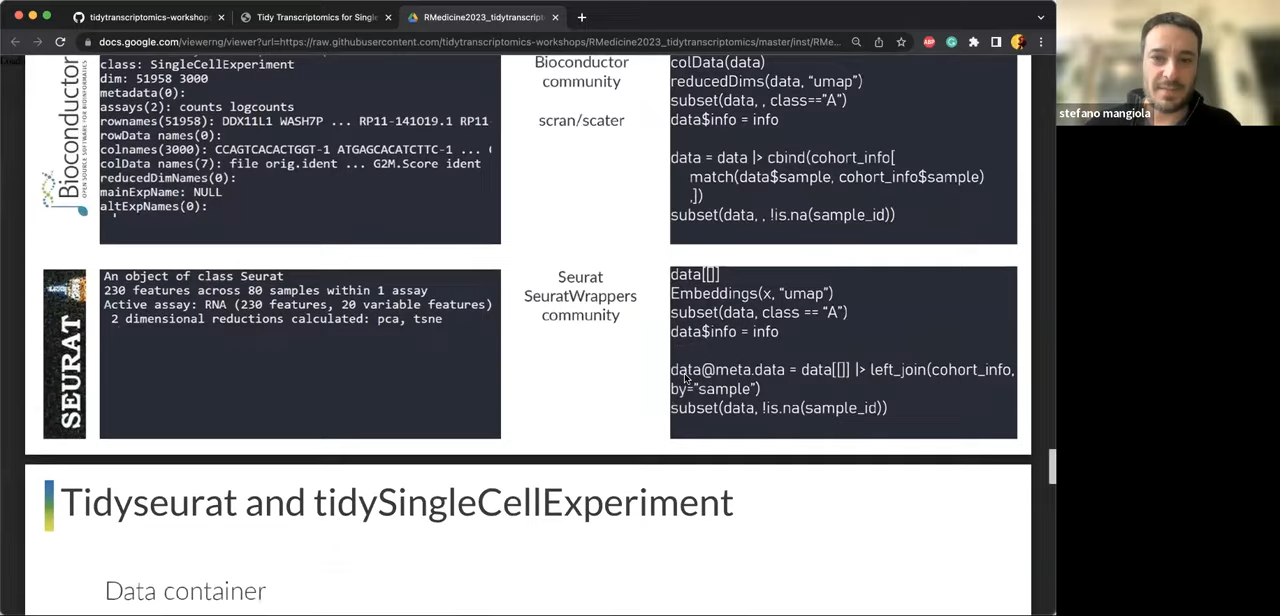 tidytranscriptomics-workshops
Tidy Transcriptomics for Single
RMedicine2023_tidytranscript
docs.google.com/viewerng/viewer?url=https://raw.githubusercontent.com/tidytranscriptomics-workshops/RMedicine2023_tidytranscriptomics/master/inst/RMe...
ABP
stefano mangiola
Bioconductor
OPEN SOURCE SOFTWARE FOR BIOINFORMATICS
class: SingleCellExperiment
dim: 51958 3000
metadata(0):
assays(2): counts logcounts
rownames(51958): DDX11L1 WASH7P ... RP11-141O19.1 RP11-
rowData names(0):
colnames(3000): CCAGTCACACTGGT-1 ATGAGCACATCTTC-1 ...
colData names(7): file orig.ident ... G2M.Score ident
reducedDimNames(0):
mainExpName: NULL
altExpNames(0):
Bioconductor
community
scran/scater
colData(data)
reducedDims(data, “umap”)
subset(data, , class==”A”)
data$info = info
data = data |> cbind(cohort_info[
match(data$sample, cohort_info$sample)
,])
subset(data, , !is.na(sample_id))
SEURAT
An object of class Seurat
230 features across 80 samples within 1 assay
Active assay: RNA (230 features, 20 variable features)
2 dimensional reductions calculated: pca, tsne
Seurat
SeuratWrappers
community
data[[]]
Embeddings(x, “umap”)
subset(data, class == “A”)
data$info = info
data@meta.data = data[[]] |> left_join(cohort_info,
by=”sample”)
subset(data, !is.na(sample_id))
Tidyseurat and tidySingleCellExperiment
Data container